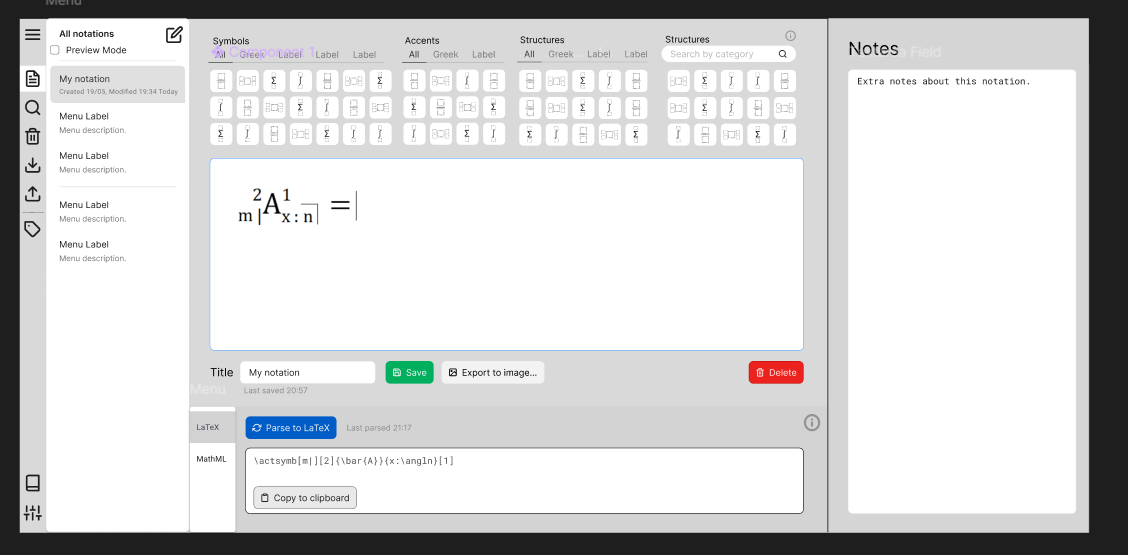 Menu
All notations
Preview Mode
My notation
Created 19/05, Modified 19:34 Today
Menu Label
Menu description.
Menu Label
Menu description.
Menu Label
Menu description.
Menu Label
Menu description.
Symbols
Component 1
All Greek Label Label Label
Accents
All Greek Label
Structures
All Greek Label Label
Structures
Search by category
2A1
m|x:n =
Title
My notation
Save
Export to image...
Delete
Menu
Last saved 20:57
LaTeX
MathML
Parse to LaTeX
Last parsed 21:17
\actsymb[m|][2]{\bar{A}}{x:\angln}[1]
Copy to clipboard
Notes
Field
Extra notes about this notation.